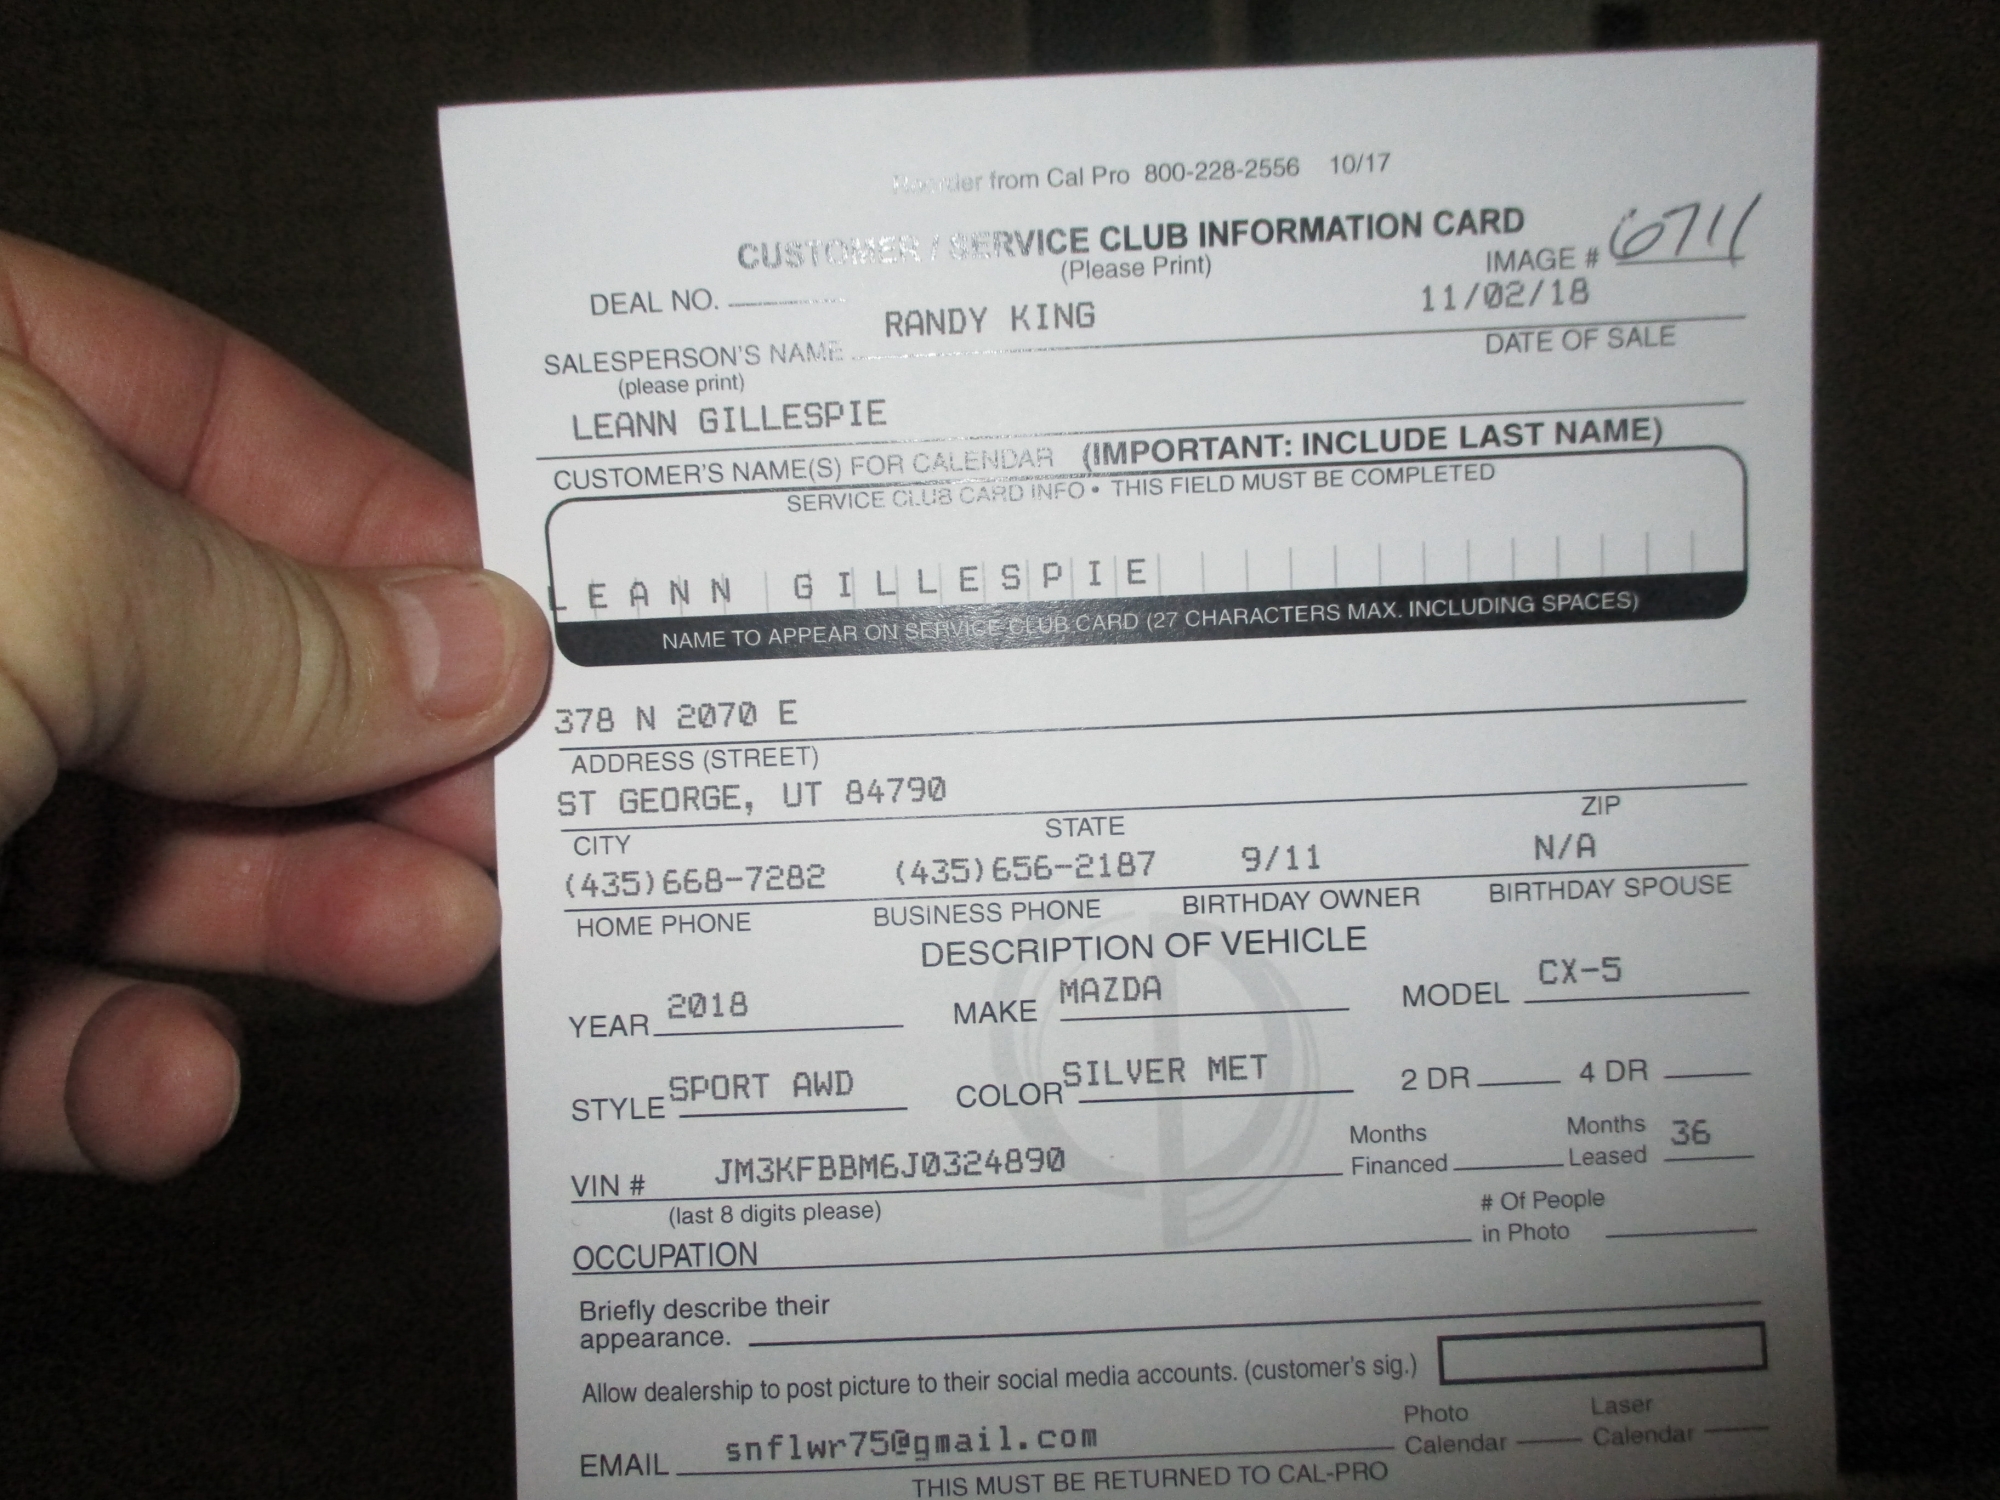 Reorder from Cal Pro 800-228-2556 10/17
CUSTOMER / SERVICE CLUB INFORMATION CARD
(Please Print)
IMAGE # 6711
DEAL NO.
RANDY KING 11/02/18
SALESPERSON'S NAME DATE OF SALE
(please print)
LEANN GILLESPIE
CUSTOMER'S NAME(S) FOR CALENDAR (IMPORTANT: INCLUDE LAST NAME)
SERVICE CLUB CARD INFO • THIS FIELD MUST BE COMPLETED
LEANN GILLESPIE
NAME TO APPEAR ON SERVICE CLUB CARD (27 CHARACTERS MAX. INCLUDING SPACES)
378 N 2070 E
ADDRESS (STREET)
ST GEORGE, UT 84790
CITY STATE ZIP
(435)668-7282 (435)656-2187 9/11 N/A
HOME PHONE BUSINESS PHONE BIRTHDAY OWNER BIRTHDAY SPOUSE
DESCRIPTION OF VEHICLE
YEAR 2018 MAKE MAZDA MODEL CX-5
STYLE SPORT AWD COLOR SILVER MET 2 DR 4 DR
VIN # JM3KFBBM6J0324890 Months Financed Months Leased 36
(last 8 digits please)
OCCUPATION # Of People in Photo
Briefly describe their
appearance.
Allow dealership to post picture to their social media accounts. (customer's sig.)
EMAIL snflwr75@gmail.com Photo Calendar Laser Calendar
THIS MUST BE RETURNED TO CAL-PRO